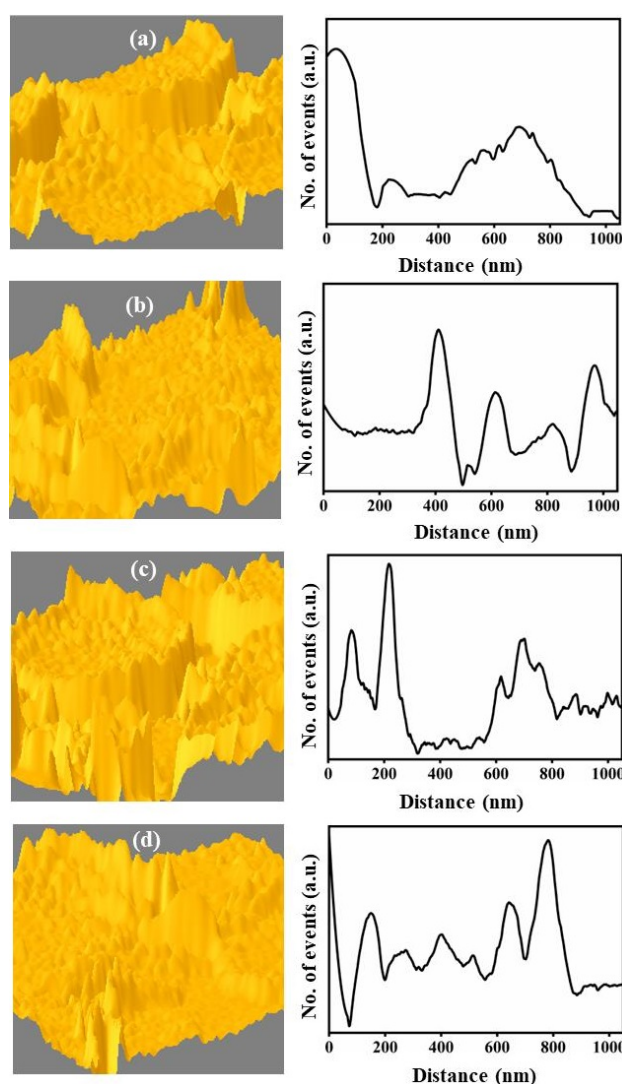 (a)
No. of events (a.u.)
0 200 400 600 800 1000
Distance (nm)
(b)
No. of events (a.u.)
0 200 400 600 800 1000
Distance (nm)
(c)
No. of events (a.u.)
0 200 400 600 800 1000
Distance (nm)
(d)
No. of events (a.u.)
0 200 400 600 800 1000
Distance (nm)